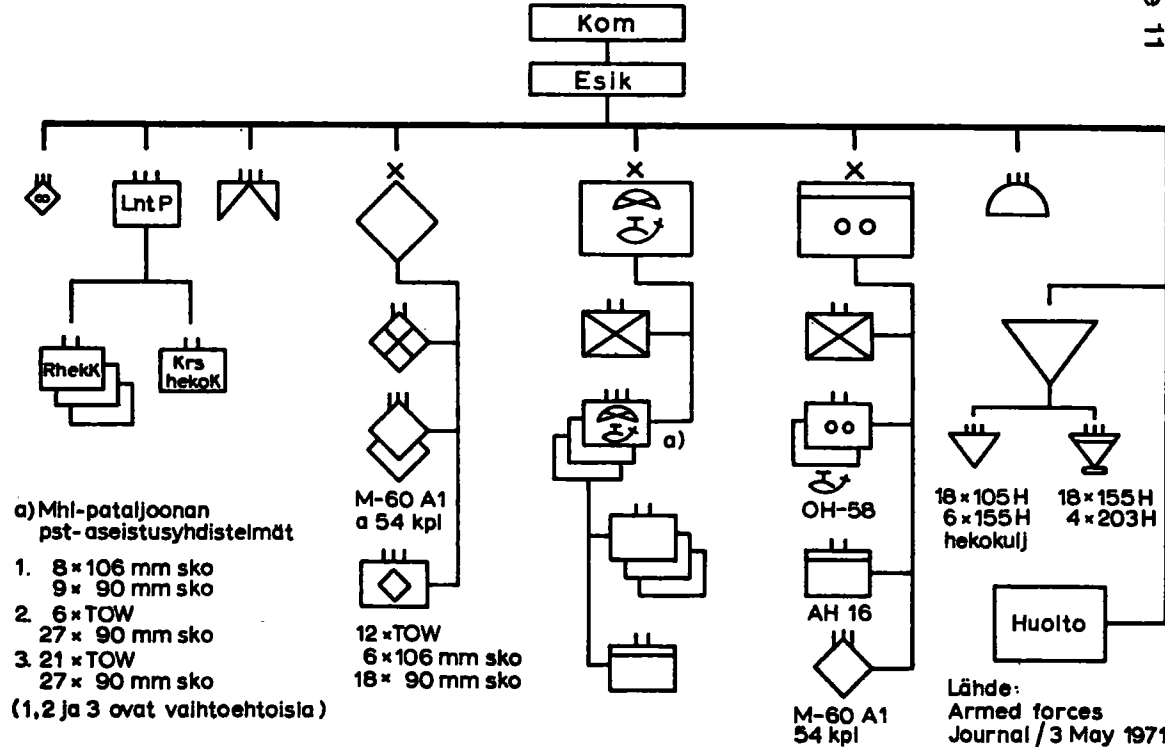 Kom
Esik
LntP
RhekK
Krs
hekoK
a) Mhl-pataljoonan
pst-aseistusyhdistelmät
1. 8 × 106 mm sko
9 × 90 mm sko
2. 6 × TOW
27 × 90 mm sko
3. 21 × TOW
27 × 90 mm sko
(1,2 ja 3 ovat vaihtoehtoisia)
M-60 A1
a 54 kpl
12 × TOW
6 × 106 mm sko
18 × 90 mm sko
a)
OH-58
AH 16
M-60 A1
54 kpl
18 × 105 H
6 × 155 H
hekokulj
18 × 155 H
4 × 203 H
Huolto
Lähde:
Armed forces
Journal / 3 May 1971
11